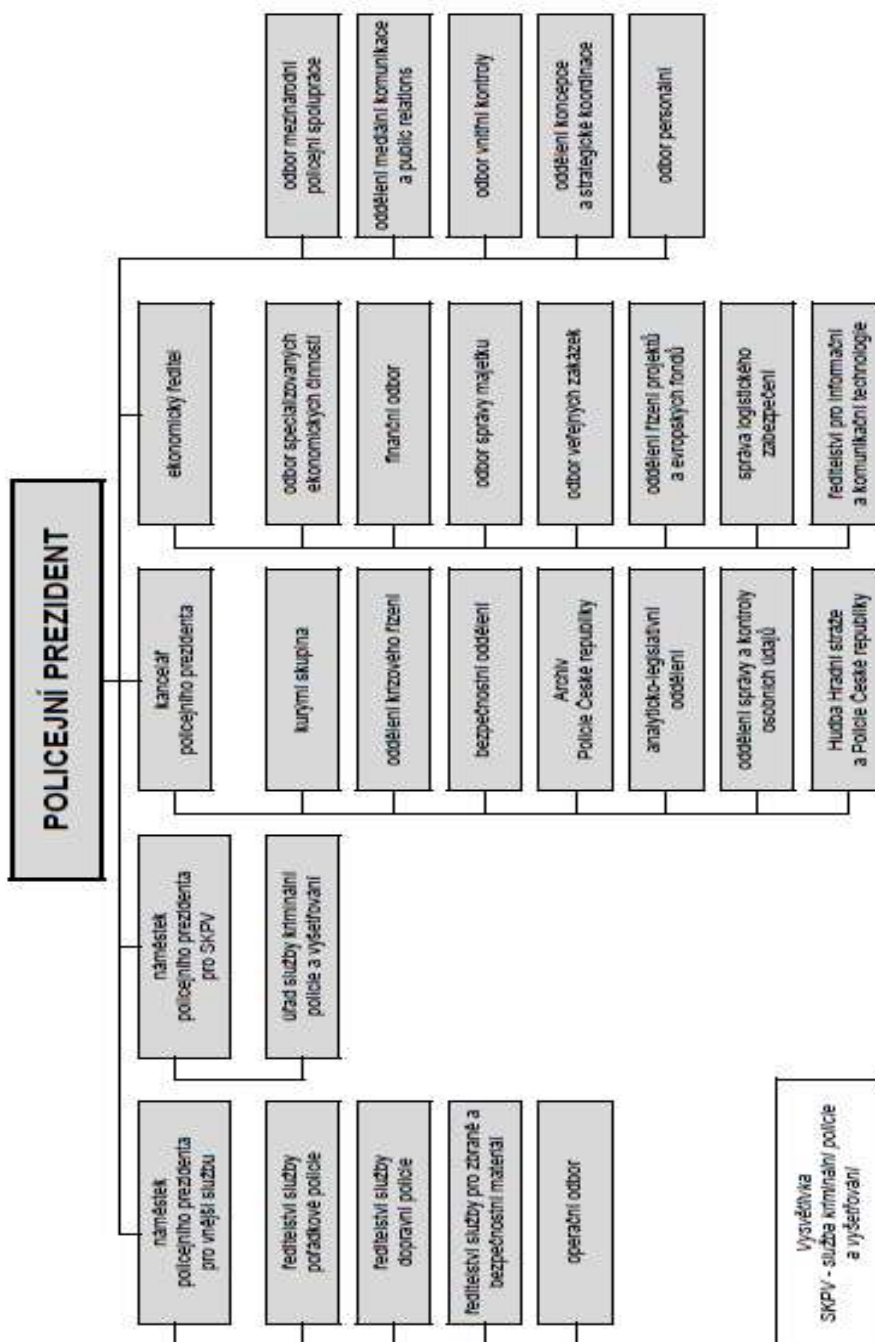 POLICEJNÍ PREZIDENT
náměstek
policejního prezidenta
pro vnější službu
ředitelství služby
pořádkové policie
ředitelství služby
dopravní policie
ředitelství služby pro zbraně a
bezpečnostní materiál
operační odbor
náměstek
policejního prezidenta
pro SKPV
úřad služby kriminální
policie a vyšetřování
kancelář
policejního prezidenta
kurýrní skupina
oddělení krizového řízení
bezpečnostní oddělení
Archiv
Policie České republiky
analyticko-legislativní
oddělení
oddělení správy a kontroly
osobních údajů
Hudba Hradní stráže
a Policie České republiky
ekonomický ředitel
odbor specializovaných
ekonomických činností
finanční odbor
odbor správy majetku
odbor veřejných zakázek
oddělení řízení projektů
a evropských fondů
správa logistického
zabezpečení
ředitelství pro informační
a komunikační technologie
odbor mezinárodní
policejní spolupráce
oddělení mediální komunikace
a public relations
odbor vnitřní kontroly
oddělení koncepce
a strategické koordinace
odbor personální
Vysvětlivka
SKPV - služba kriminální policie
a vyšetřování